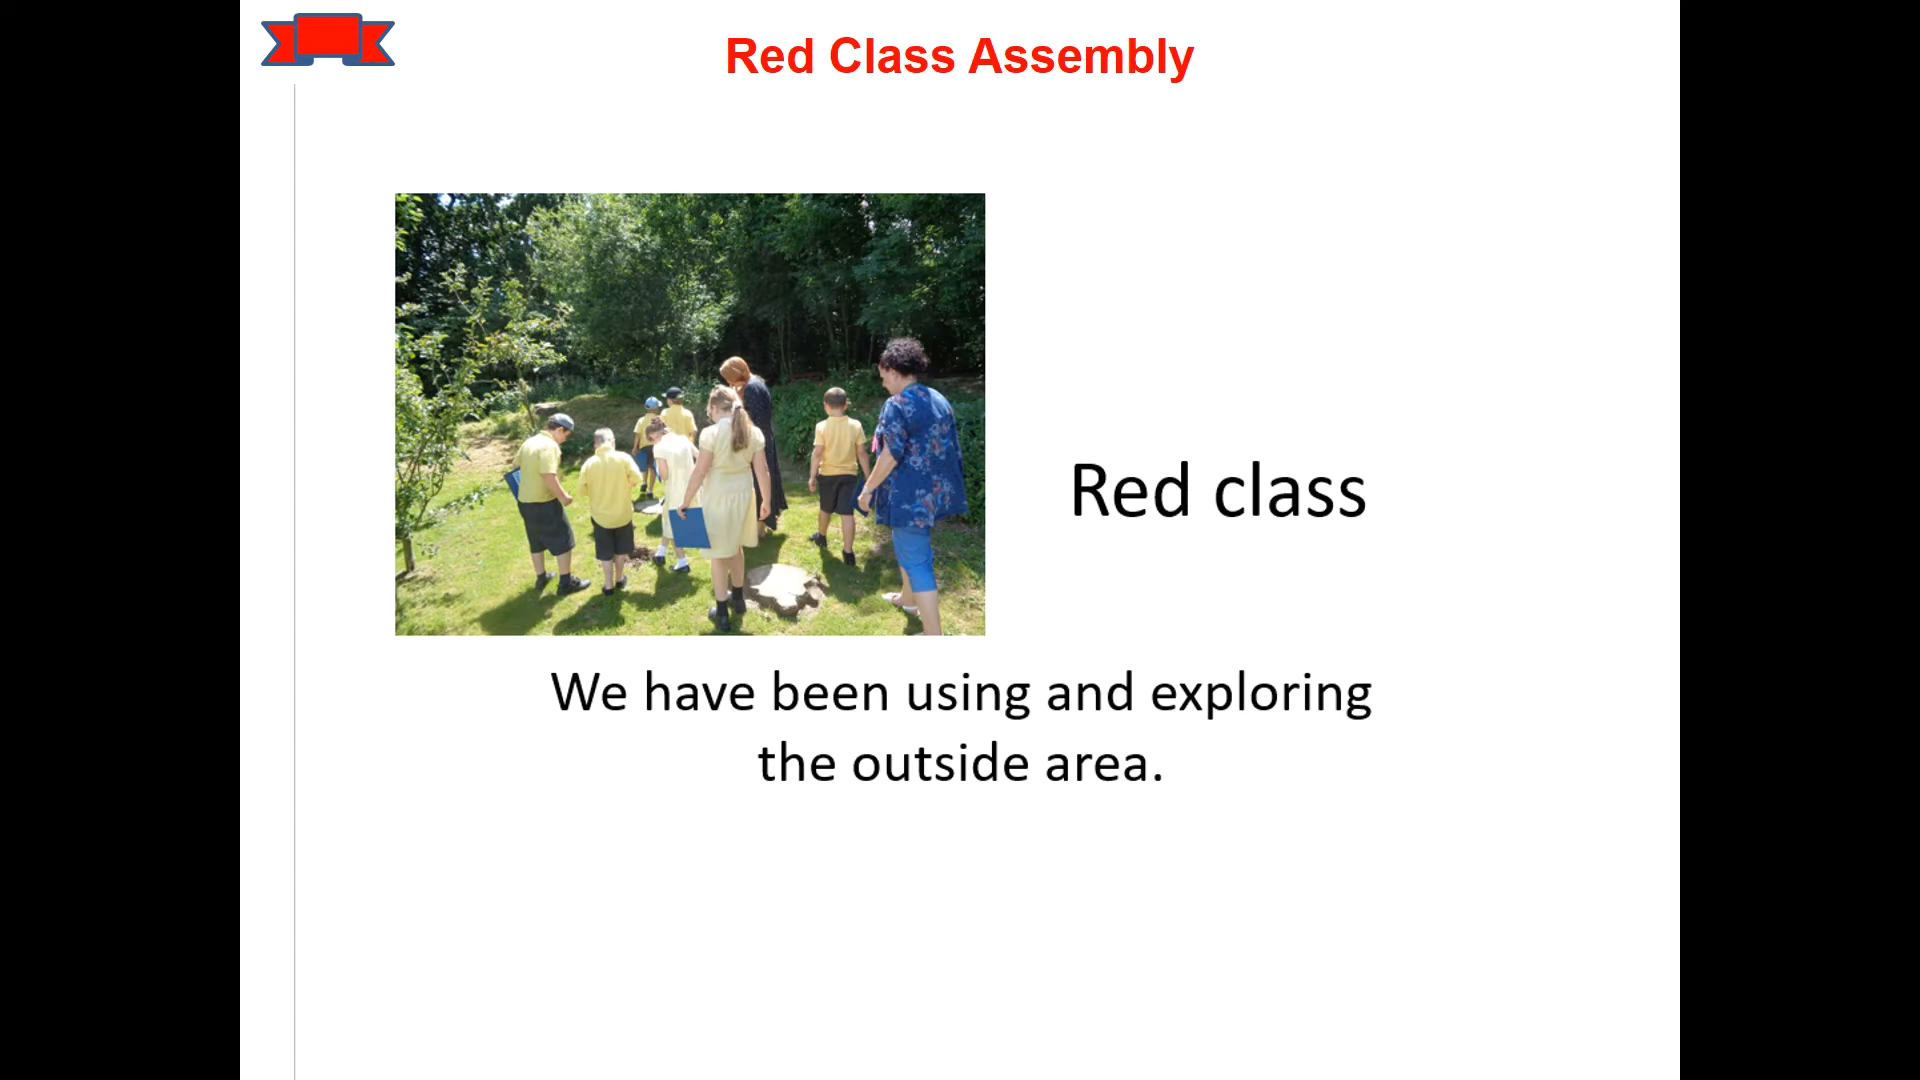 Red Class Assembly
Red class
We have been using and exploring
the outside area.